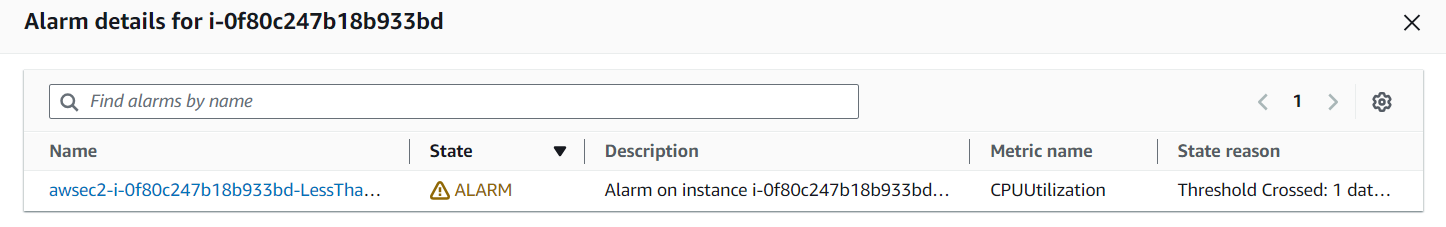 Alarm details for i-0f80c247b18b933bd
Find alarms by name
1
Name State Description Metric name State reason
awsec2-i-0f80c247b18b933bd-LessTha... ALARM Alarm on instance i-0f80c247b18b933bd... CPUUtilization Threshold Crossed: 1 dat...